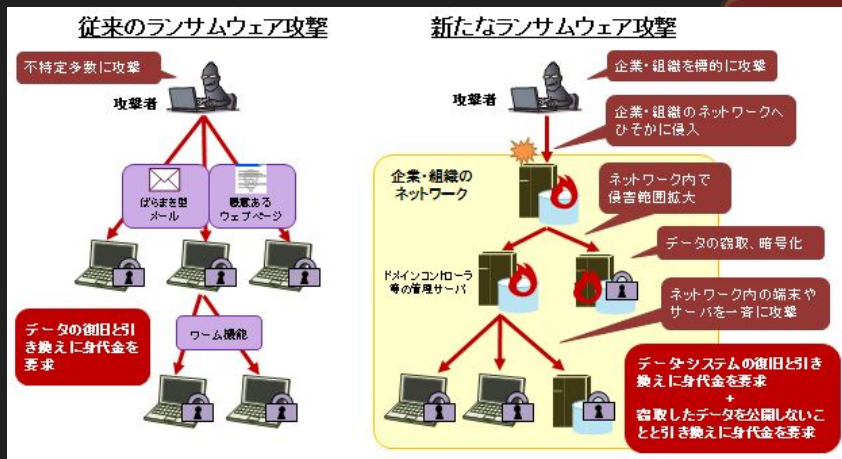 従来のランサムウェア攻撃
不特定多数に攻撃
攻撃者
ばらまき型
メール
悪意ある
ウェブページ
ワーム機能
データの復旧と引
き換えに身代金を
要求
新たなランサムウェア攻撃
企業・組織を標的に攻撃
攻撃者
企業・組織のネットワークへ
ひそかに侵入
企業・組織の
ネットワーク
ネットワーク内で
侵害範囲拡大
データの窃取、暗号化
ドメインコントローラ
等の管理サーバ
ネットワーク内の端末や
サーバを一斉に攻撃
データ・システムの復旧と引き
換えに身代金を要求
+
窃取したデータを公開しないこ
とと引き換えに身代金を要求